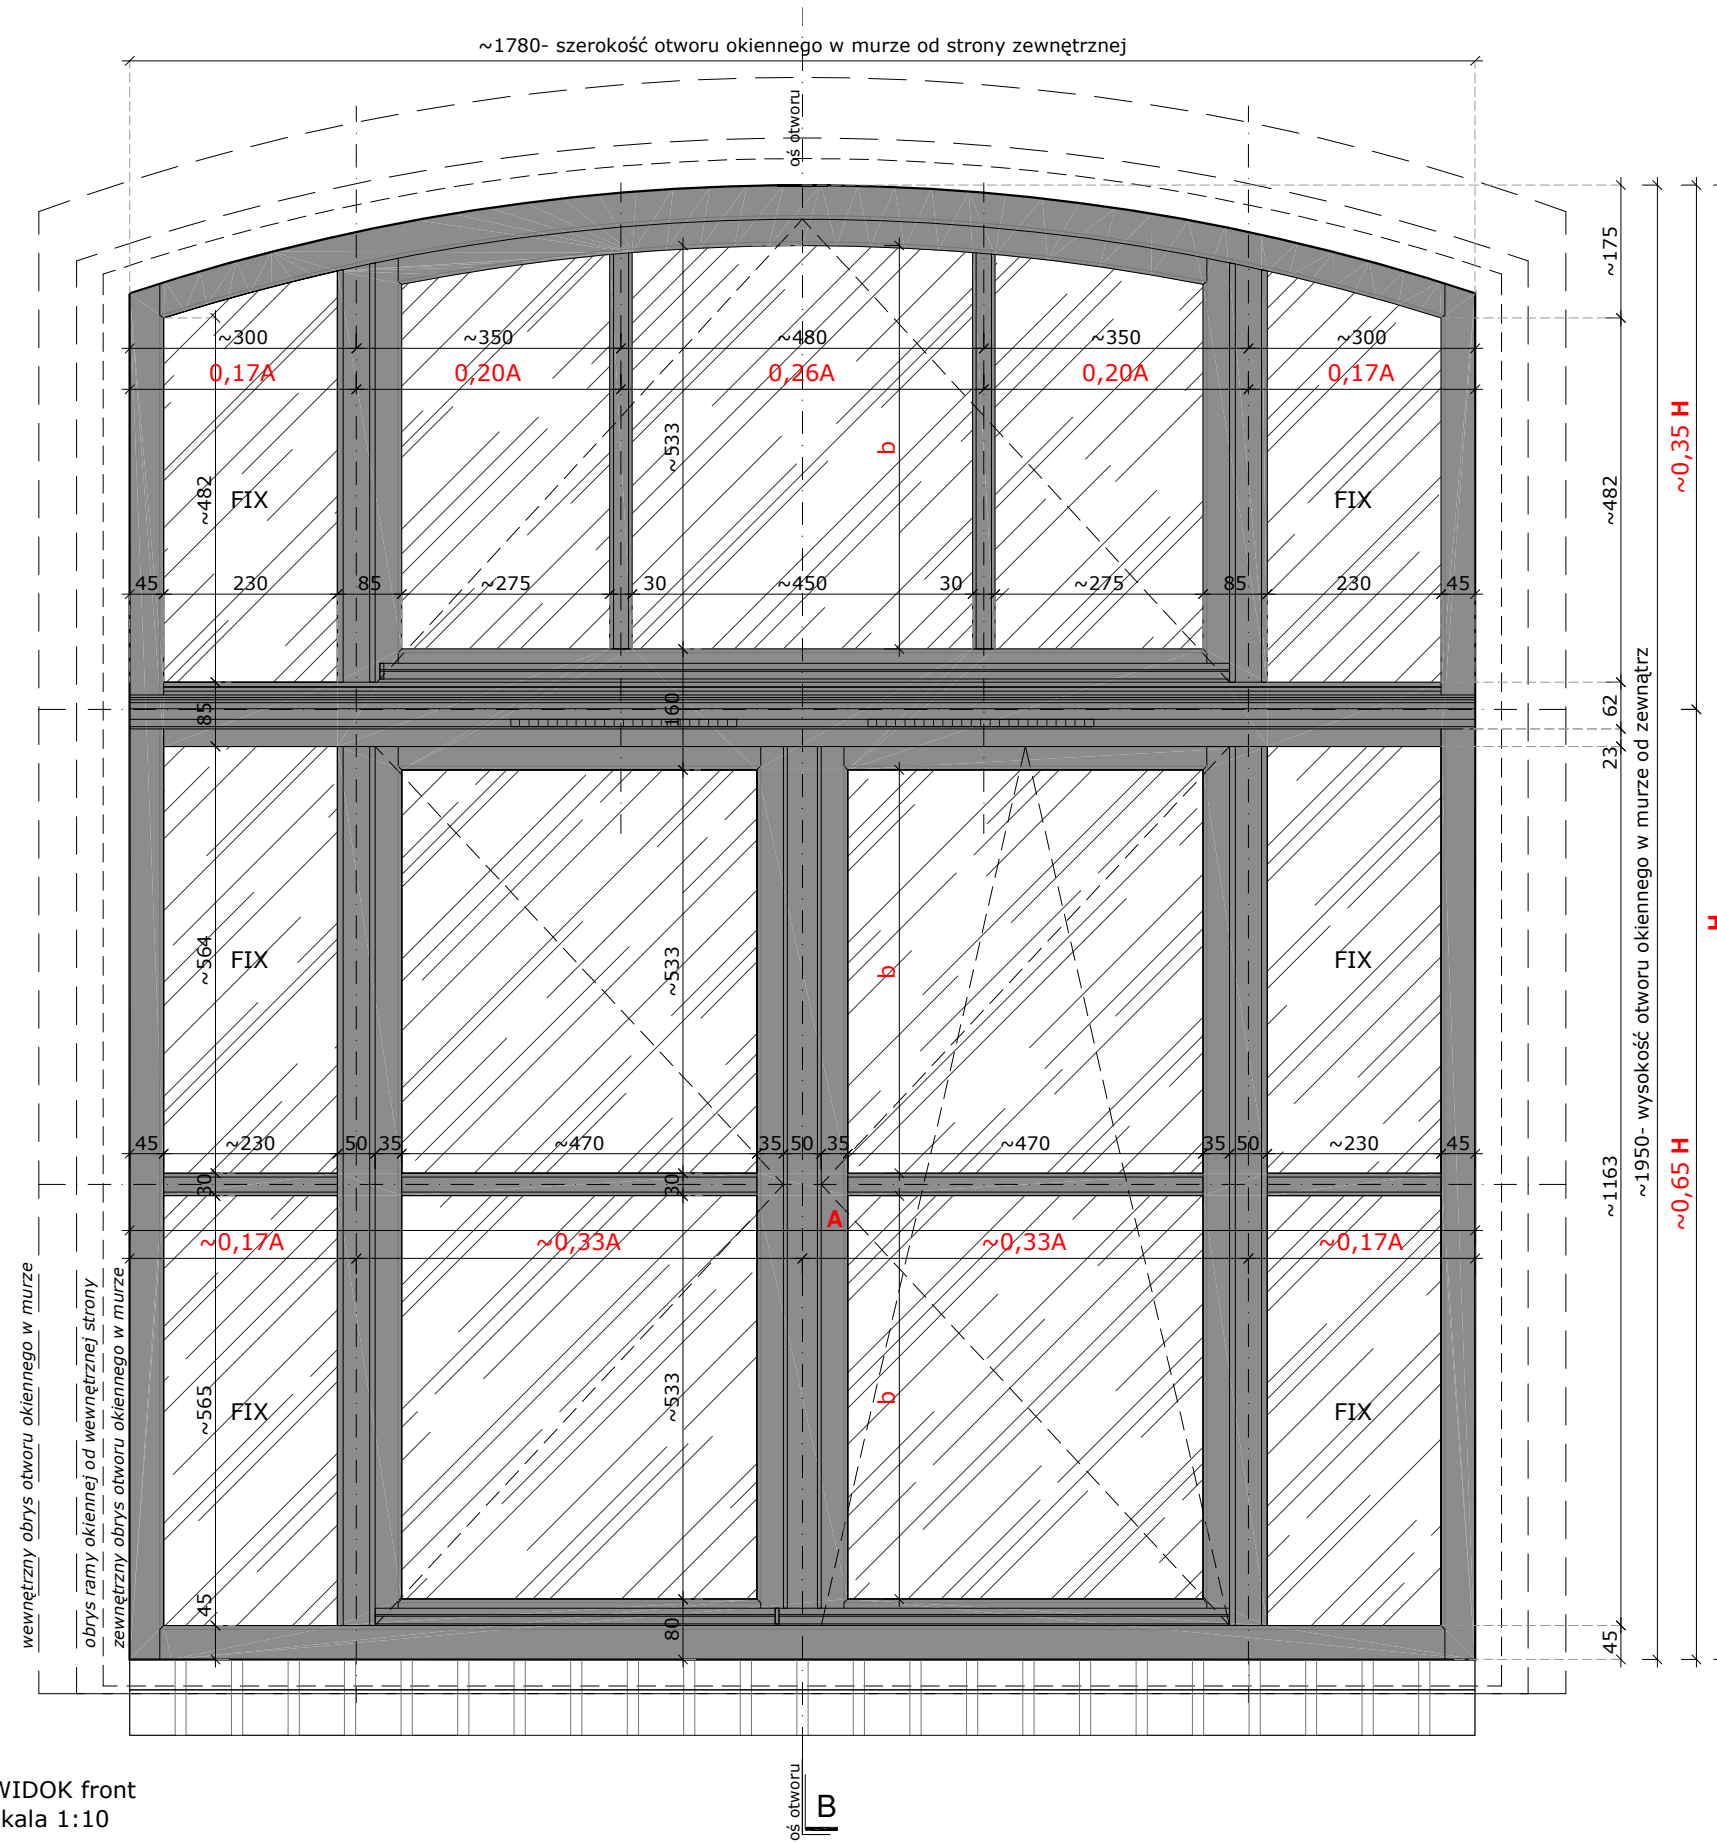 ~1780- szerokość otworu okiennego w murze od strony zewnętrznej
oś otworu
~175
~300 ~350 ~480 ~350 ~300
0,17A 0,20A 0,26A 0,20A 0,17A
~533 b
~0,35 H
~482 FIX FIX ~482
45 230 85 ~275 30 ~450 30 ~275 85 230 45
85 160 62
23
~1950- wysokość otworu okiennego w murze od zewnątrz
H
~564 FIX ~533 b FIX
45 ~230 50 35 ~470 35 50 35 ~470 35 50 ~230 45
30 30 ~1163 ~0,65 H
A
~0,17A ~0,33A ~0,33A ~0,17A
wewnętrzny obrys otworu okiennego w murze
obrys ramy okiennej od wewnętrznej strony
zewnętrzny obrys otworu okiennego w murze
~565 FIX ~533 b FIX
45 80 45
WIDOK front
kala 1:10
oś otworu
B